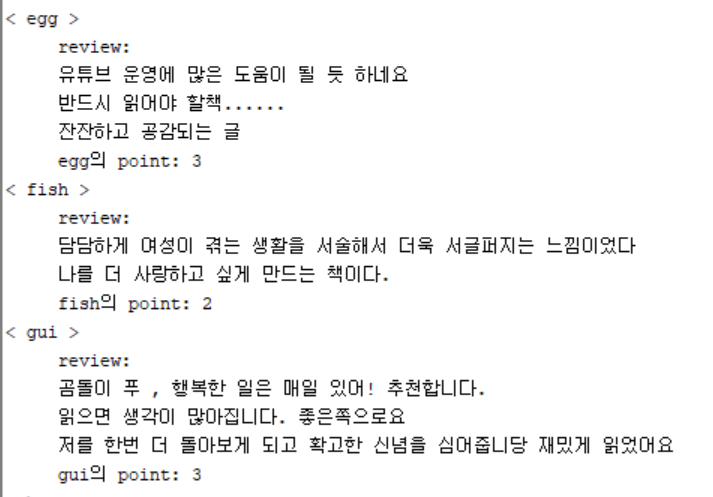 < egg >
review:
유튜브 운영에 많은 도움이 될 듯 하네요
반드시 읽어야 할책......
잔잔하고 공감되는 글
egg의 point: 3
< fish >
review:
담담하게 여성이 겪는 생활을 서술해서 더욱 서글퍼지는 느낌이었다
나를 더 사랑하고 싶게 만드는 책이다.
fish의 point: 2
< gui >
review:
곰돌이 푸 , 행복한 일은 매일 있어! 추천합니다.
읽으면 생각이 많아집니다. 좋은쪽으로요
저를 한번 더 돌아보게 되고 확고한 신념을 심어줍니당 재밌게 읽었어요
gui의 point: 3